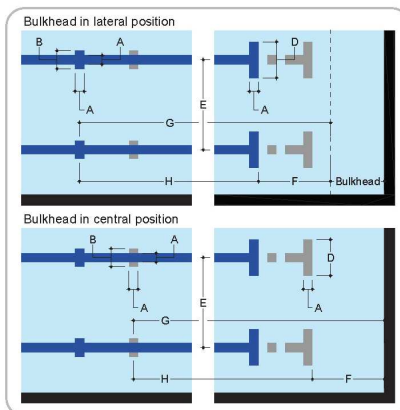 Bulkhead in lateral position
B A D
A E A
G
H F Bulkhead
Bulkhead in central position
B A
D
A E A
G
H F